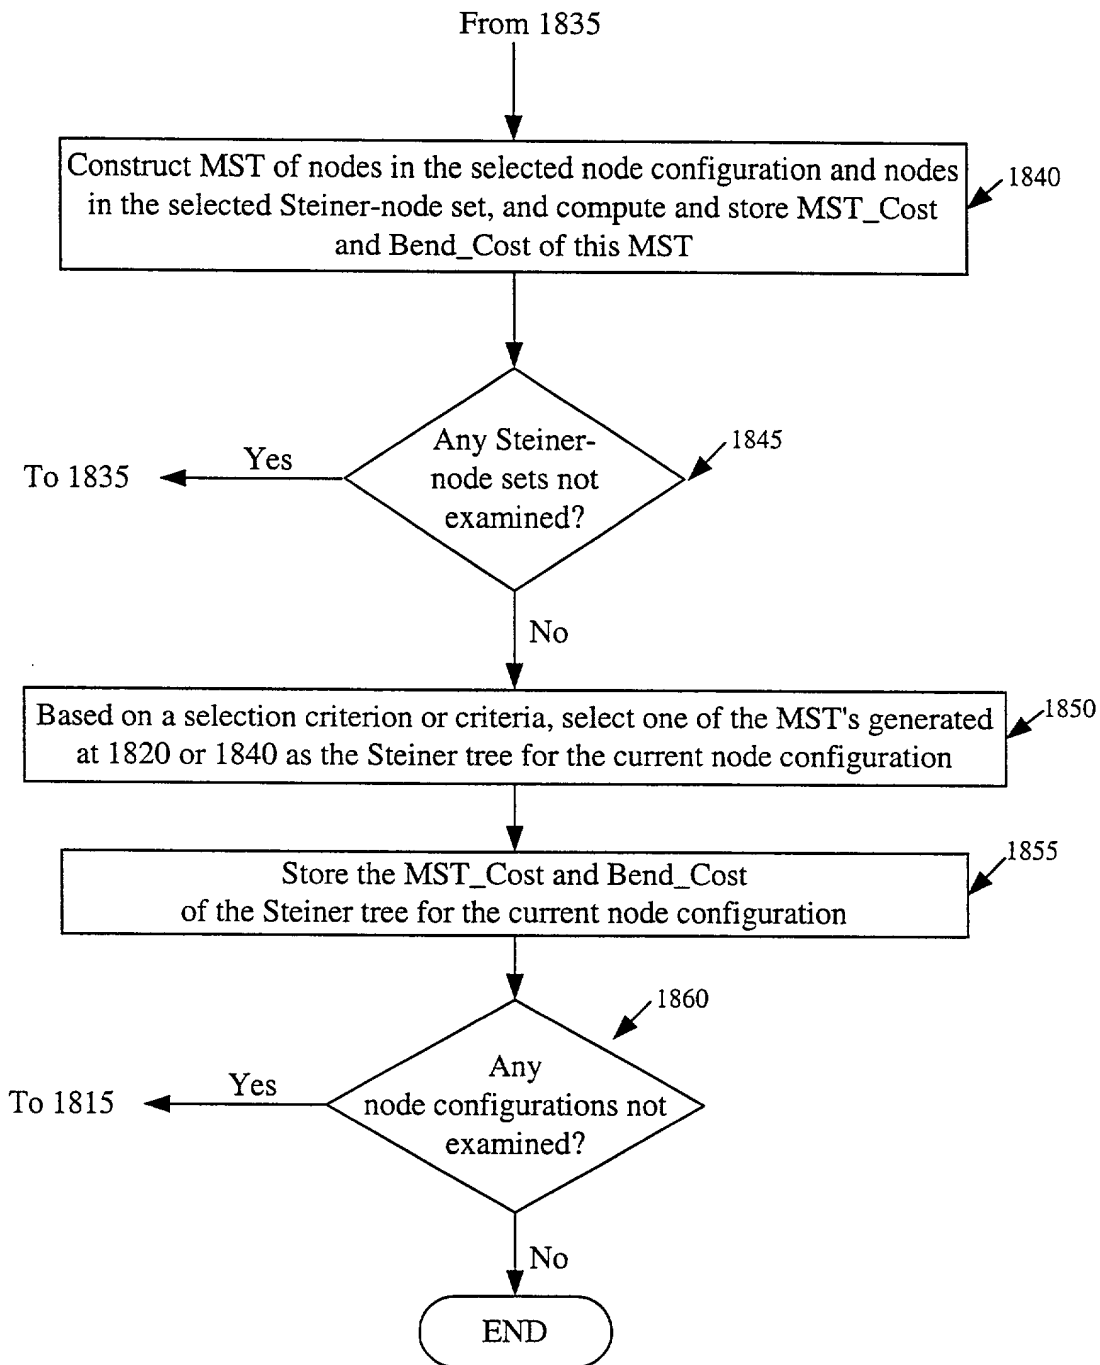 From 1835
Construct MST of nodes in the selected node configuration and nodes
in the selected Steiner-node set, and compute and store MST_Cost
and Bend_Cost of this MST
1840
Any Steiner-
node sets not
examined?
1845
Yes
To 1835
No
Based on a selection criterion or criteria, select one of the MST's generated
at 1820 or 1840 as the Steiner tree for the current node configuration
1850
Store the MST_Cost and Bend_Cost
of the Steiner tree for the current node configuration
1855
1860
Any
node configurations not
examined?
Yes
To 1815
No
END